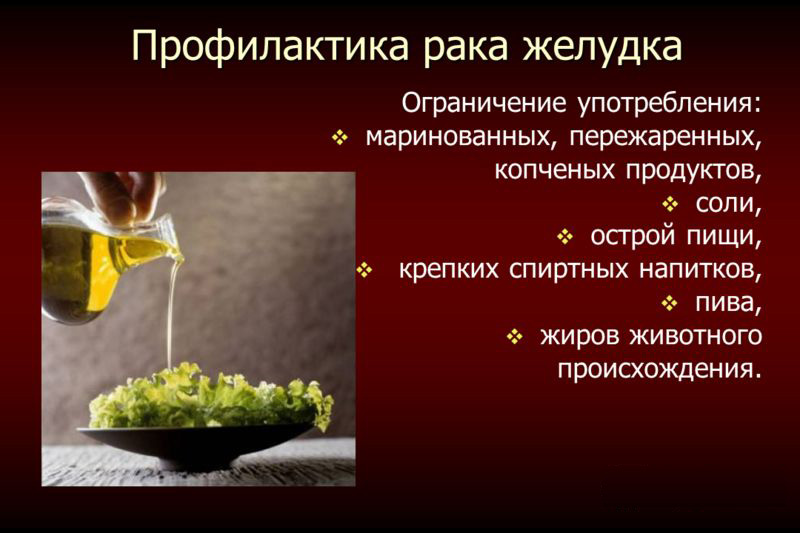 Профилактика рака желудка
Ограничение употребления:
❖ маринованных, пережаренных,
копченых продуктов,
❖ соли,
❖ острой пищи,
❖ крепких спиртных напитков,
❖ пива,
❖ жиров животного
происхождения.